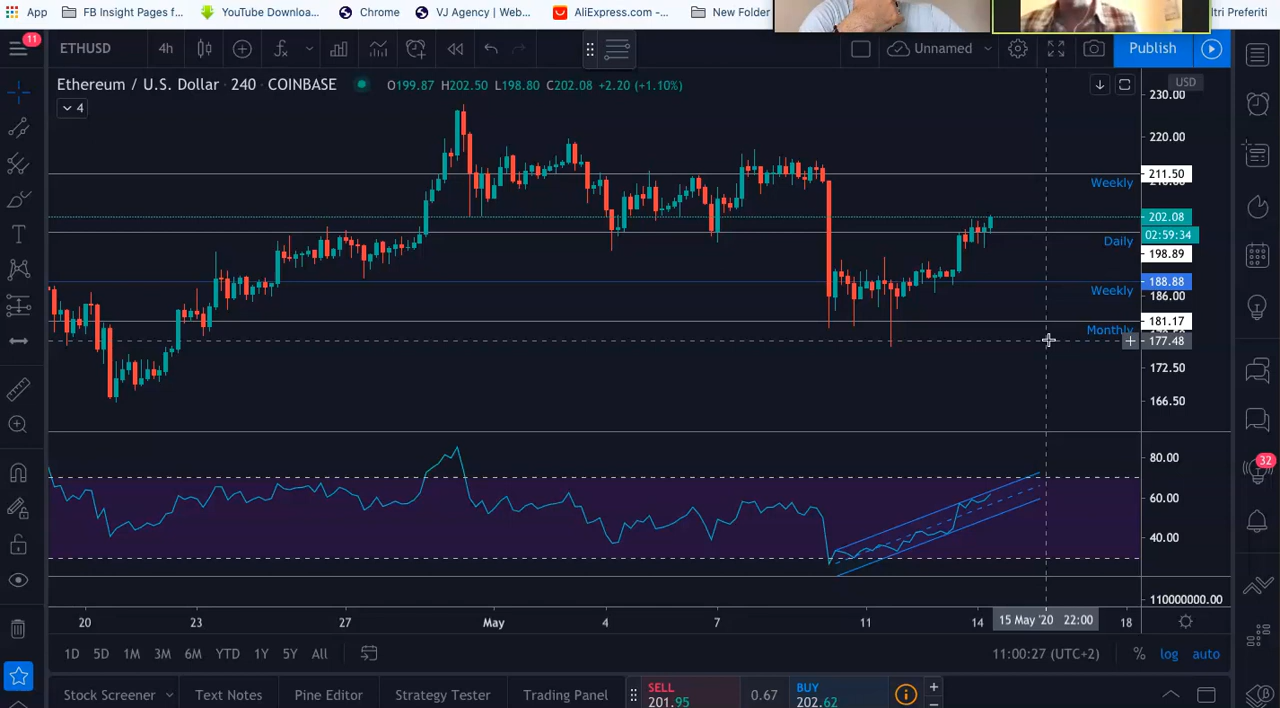 App FB Insight Pages f... YouTube Downloa... Chrome VJ Agency | Web... AliExpress.com -... New Folder ltri Preferiti
11 ETHUSD 4h Unnamed Publish
Ethereum / U.S. Dollar · 240 · COINBASE O199.87 H202.50 L198.80 C202.08 +2.20 (+1.10%) USD
4
230.00
220.00
Weekly 211.50
202.08
02:59:34
Daily
198.89
188.88
Weekly
186.00
181.17
Monthly
177.48
172.50
166.50
80.00
32
60.00
40.00
110000000.00
20 23 27 May 4 7 11 14 15 May '20 22:00 18
1D 5D 1M 3M 6M YTD 1Y 5Y All 11:00:27 (UTC+2) % log auto
Stock Screener Text Notes Pine Editor Strategy Tester Trading Panel SELL 201.95 0.67 BUY 202.62